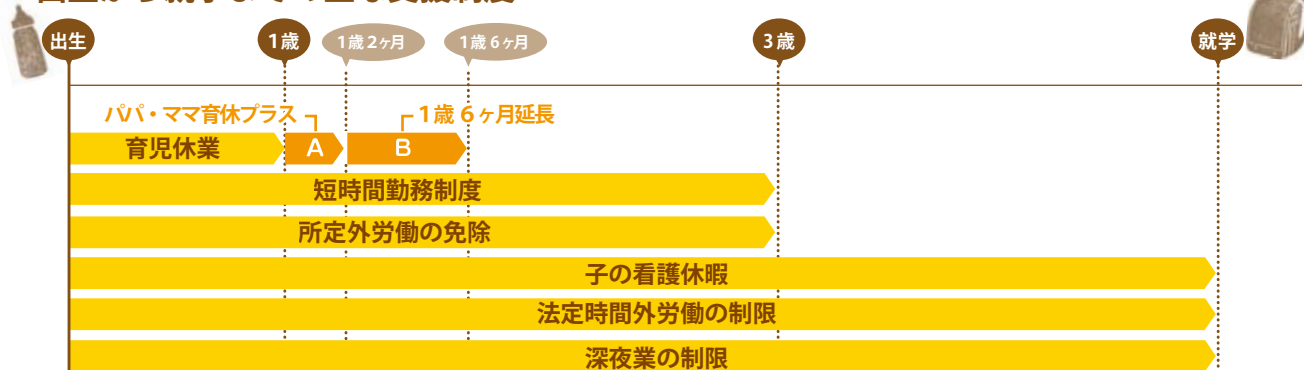 出生 1歳 1歳2ヶ月 1歳6ヶ月 3歳 就学
パパ・ママ育休プラス 1歳6ヶ月延長
育児休業 A B
短時間勤務制度
所定外労働の免除
子の看護休暇
法定時間外労働の制限
深夜業の制限